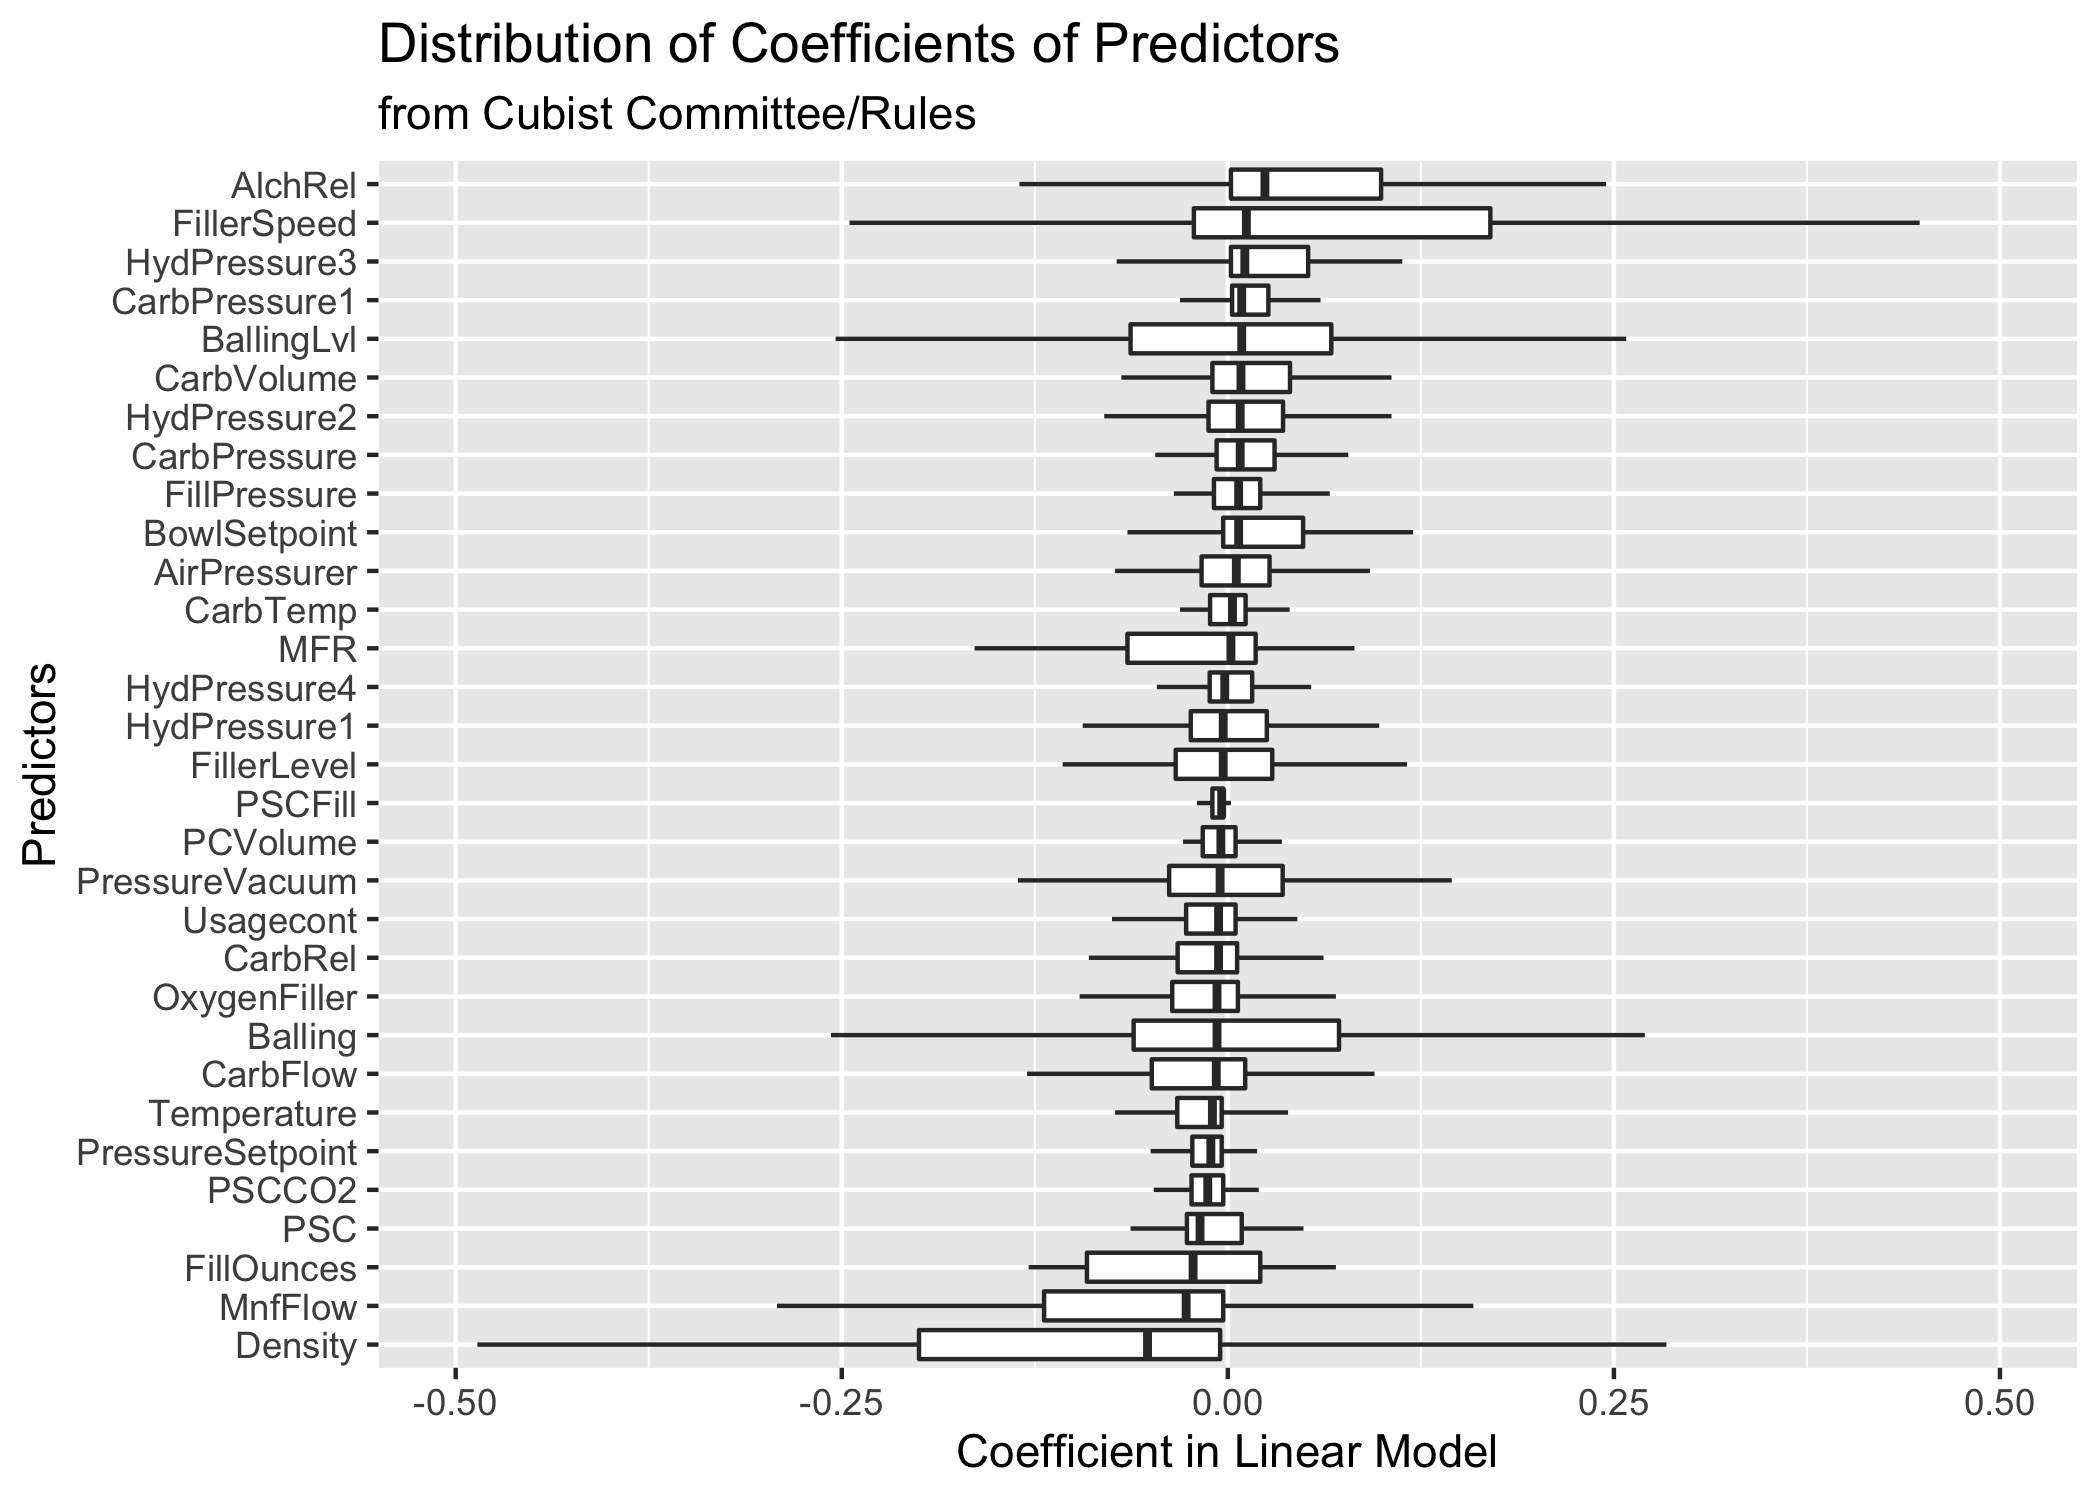 Distribution of Coefficients of Predictors
from Cubist Committee/Rules
AlchRel
FillerSpeed
HydPressure3
CarbPressure1
BallingLvl
CarbVolume
HydPressure2
CarbPressure
FillPressure
BowlSetpoint
AirPressurer
CarbTemp
MFR
HydPressure4
HydPressure1
FillerLevel
PSCFill
PCVolume
PressureVacuum
Usagecont
CarbRel
OxygenFiller
Balling
CarbFlow
Temperature
PressureSetpoint
PSCCO2
PSC
FillOunces
MnfFlow
Density
Predictors
-0.50 -0.25 0.00 0.25 0.50
Coefficient in Linear Model